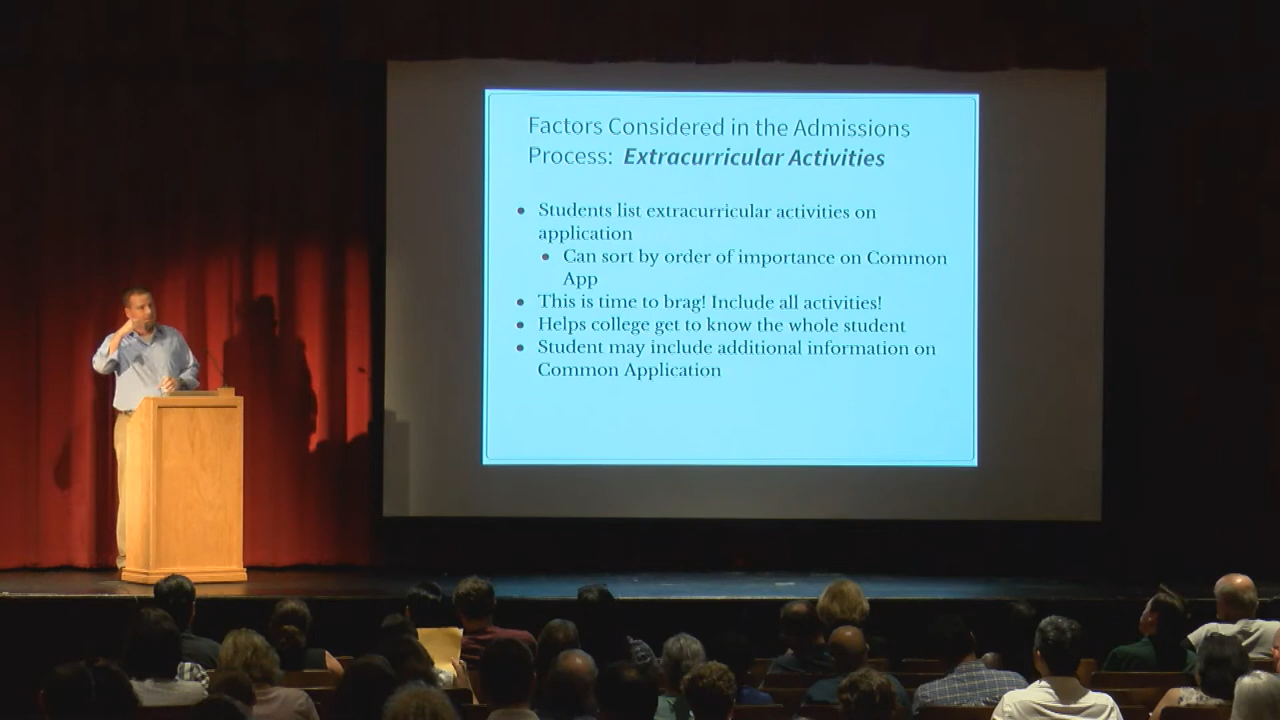 Factors Considered in the Admissions
Process: Extracurricular Activities
• Students list extracurricular activities on
application
• Can sort by order of importance on Common
App
• This is time to brag! Include all activities!
• Helps college get to know the whole student
• Student may include additional information on
Common Application